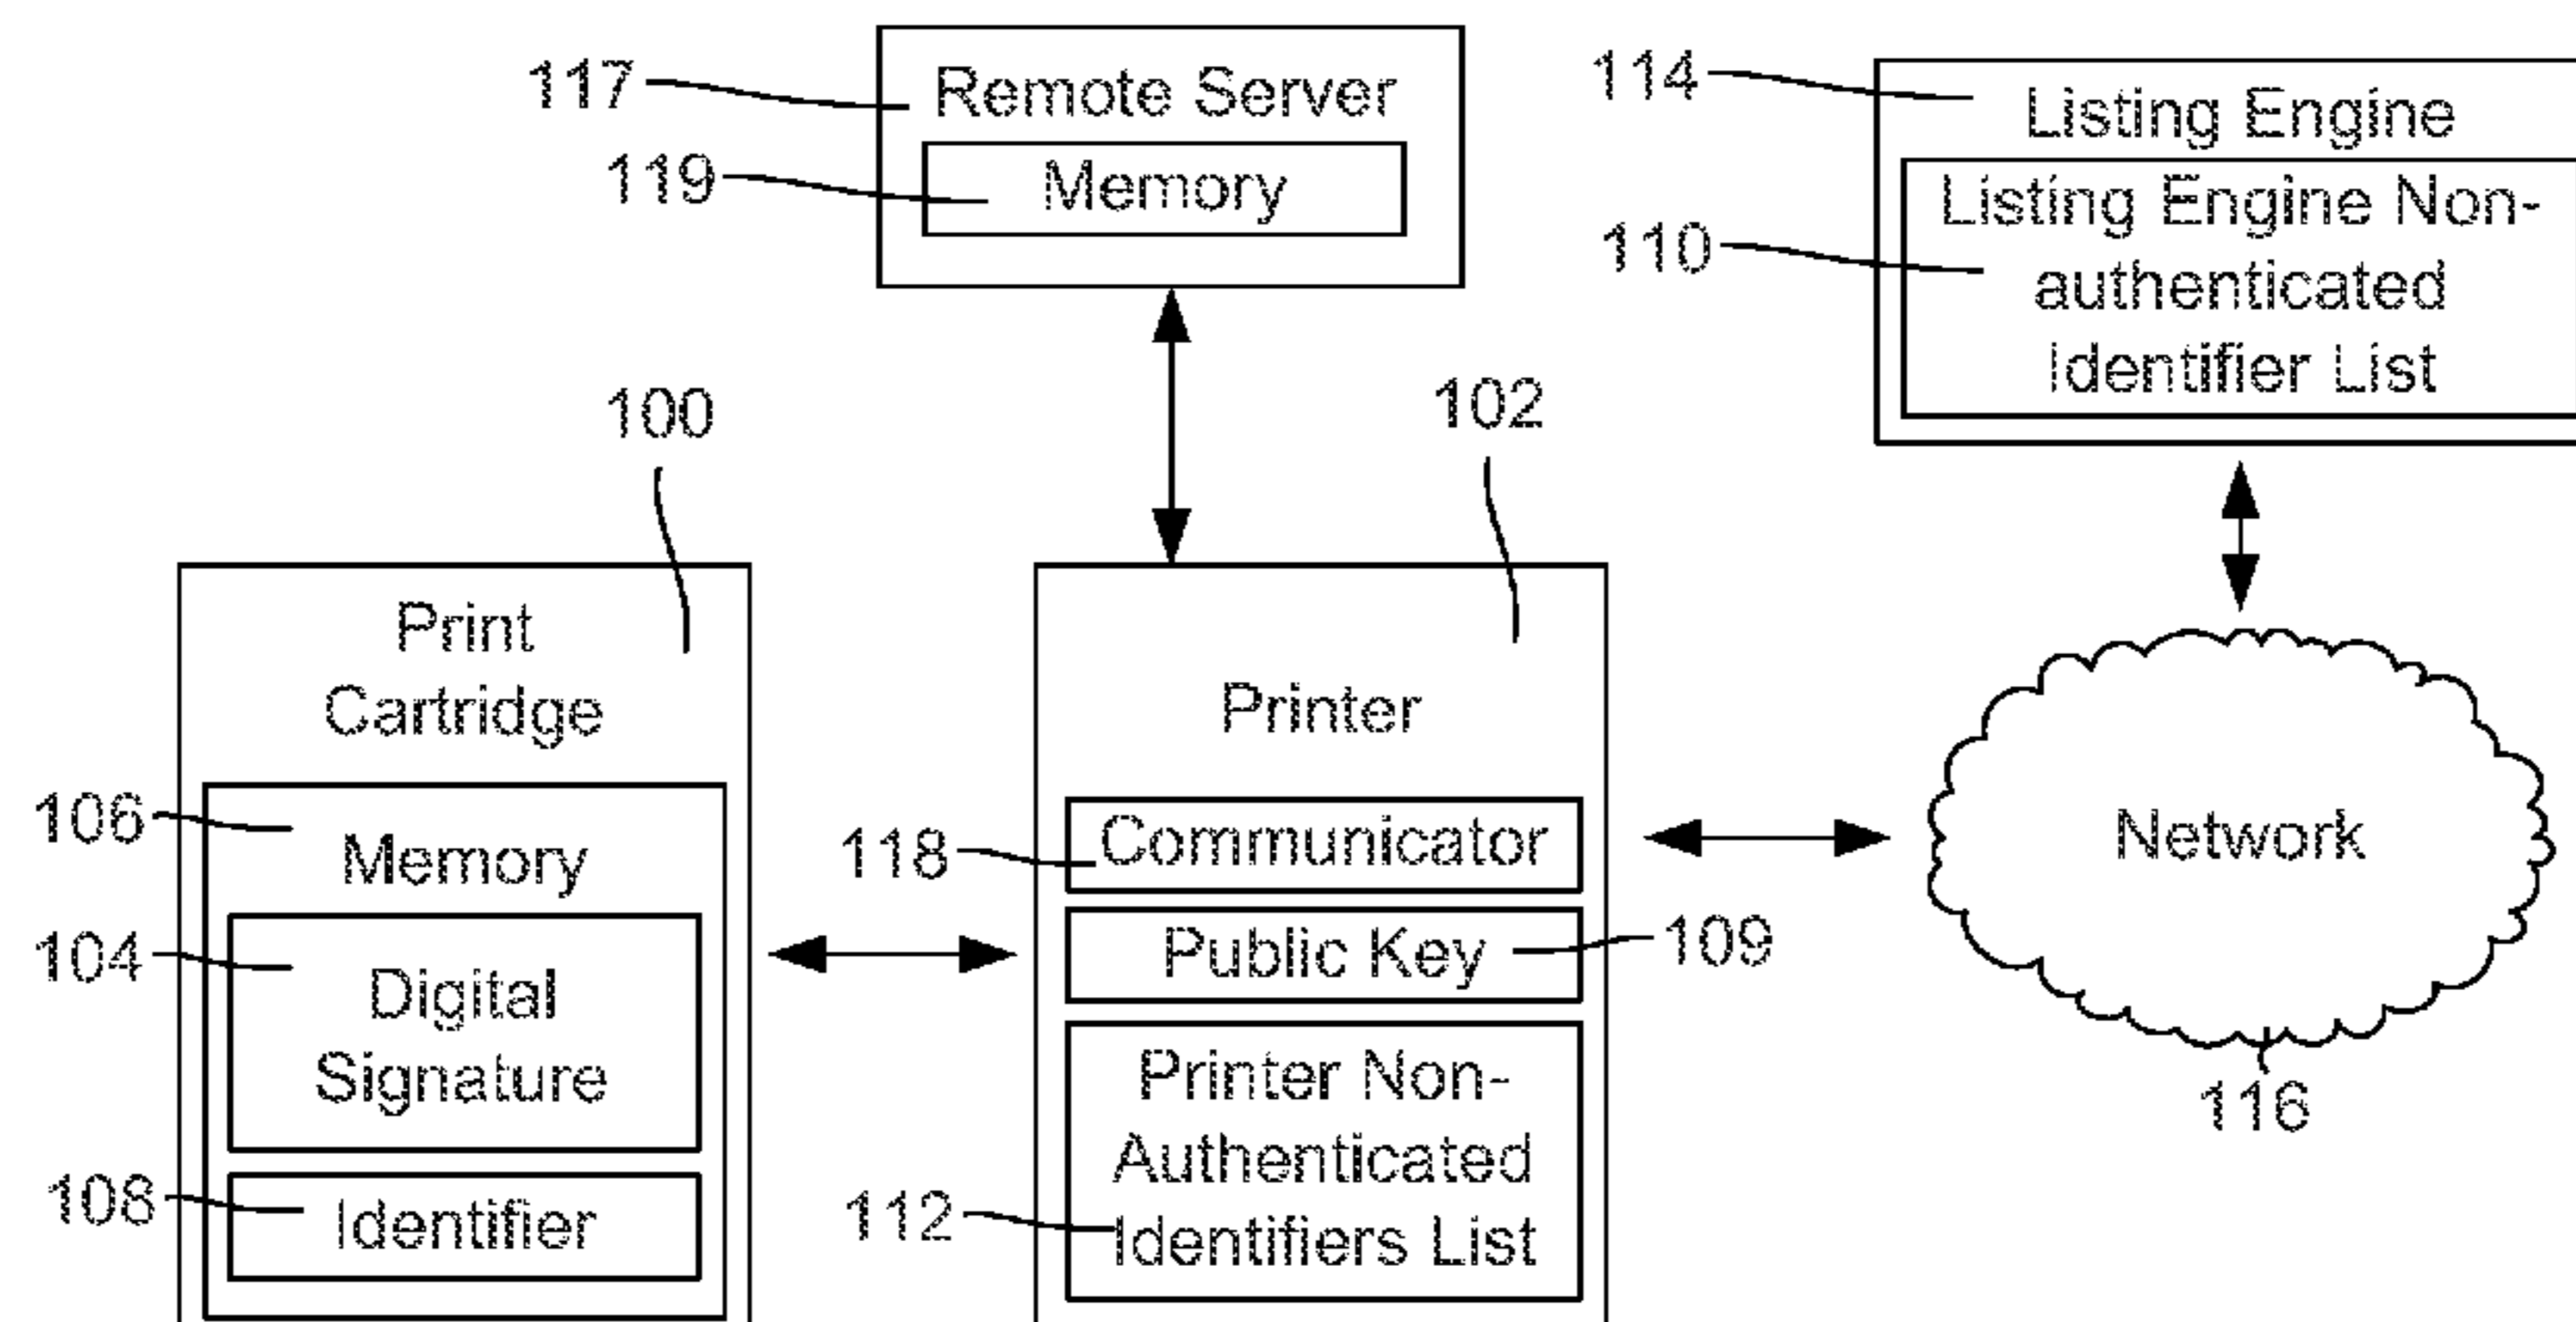 117
Remote Server
119
Memory
114
Listing Engine
110
Listing Engine Non-
authenticated
Identifier List
100
102
Print
Cartridge
106
Memory
104
Digital
Signature
108
Identifier
Printer
118
Communicator
Public Key
109
112
Printer Non-
Authenticated
Identifiers List
Network
116